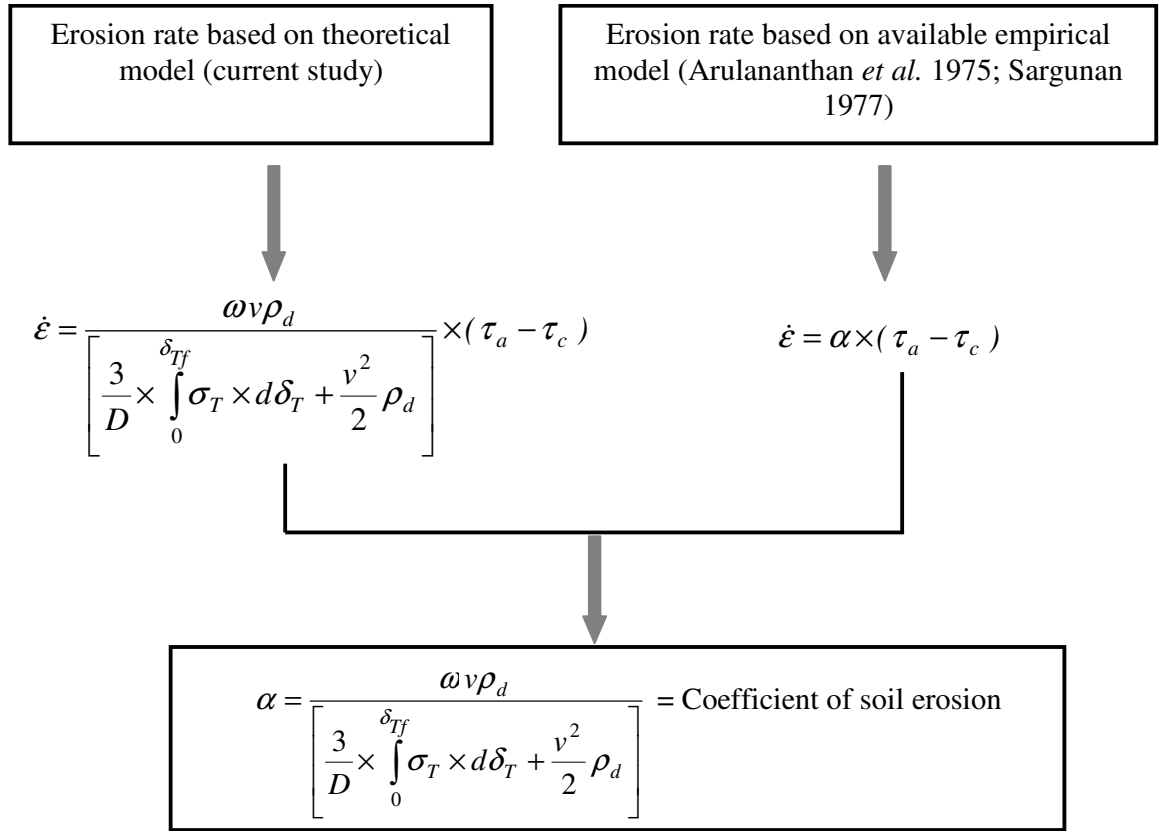 Erosion rate based on theoretical
model (current study)
Erosion rate based on available empirical
model (Arulananthan et al. 1975; Sargunan
1977)
ε̇ = ωvρ_d / [3/D × ∫_0^{δ_Tf} σ_T × dδ_T + v²/2 ρ_d] × (τ_a − τ_c)
ε̇ = α × (τ_a − τ_c)
α = ωvρ_d / [3/D × ∫_0^{δ_Tf} σ_T × dδ_T + v²/2 ρ_d] = Coefficient of soil erosion